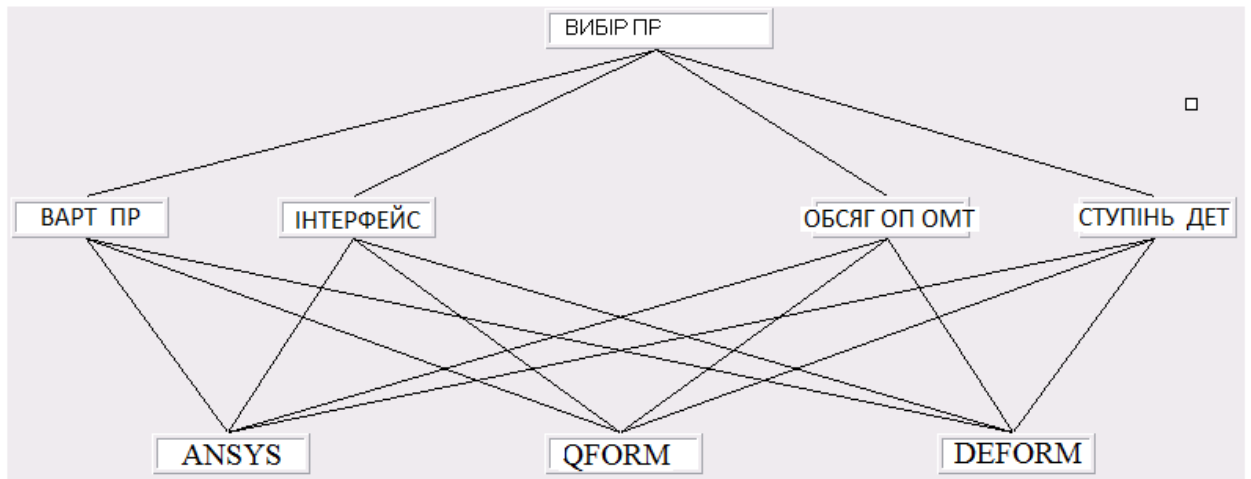 ВИБІР ПР
ВАРТ ПР
ІНТЕРФЕЙС
ОБСЯГ ОП ОМТ
СТУПІНЬ ДЕТ
ANSYS
QFORM
DEFORM